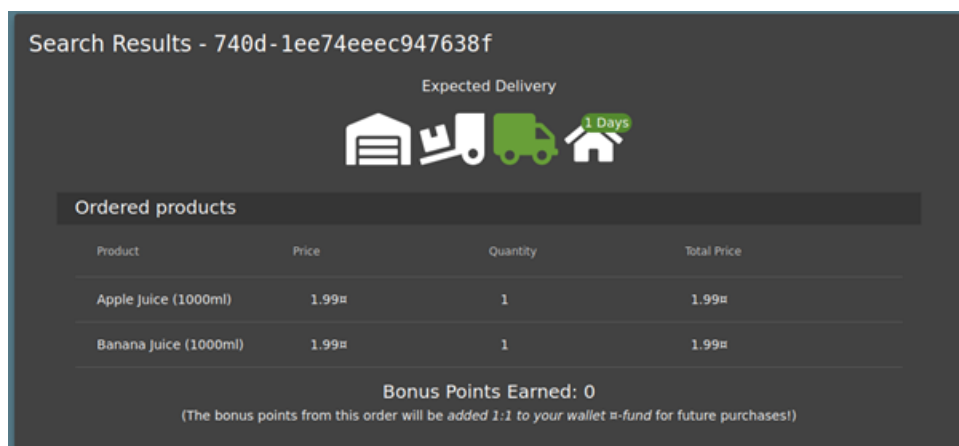 Search Results - 740d-1ee74eeec947638f
Expected Delivery
1 Days
Ordered products
Product Price Quantity Total Price
Apple Juice (1000ml) 1.99¤ 1 1.99¤
Banana Juice (1000ml) 1.99¤ 1 1.99¤
Bonus Points Earned: 0
(The bonus points from this order will be added 1:1 to your wallet ¤-fund for future purchases!)